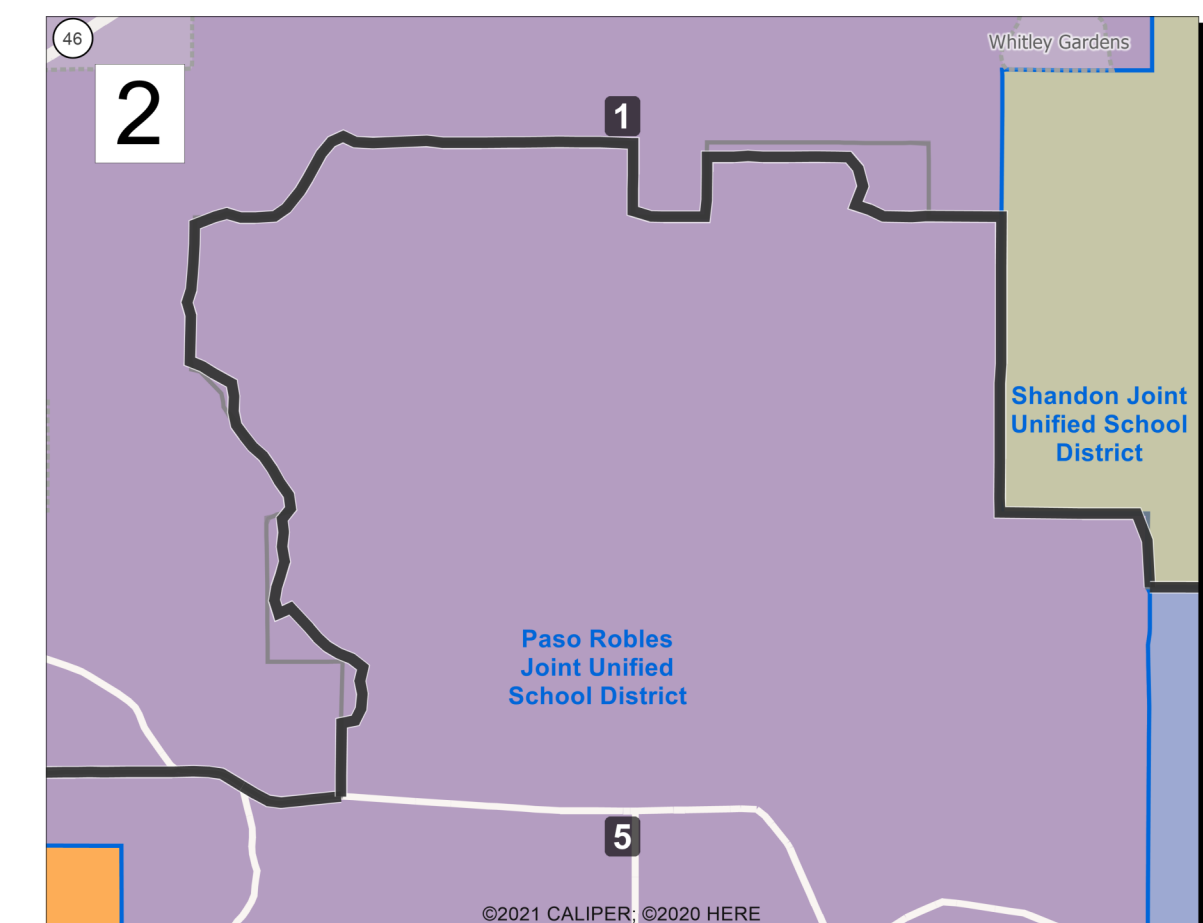 46
Whitley Gardens
2
1
Shandon Joint
Unified School
District
Paso Robles
Joint Unified
School District
5
©2021 CALIPER; ©2020 HERE